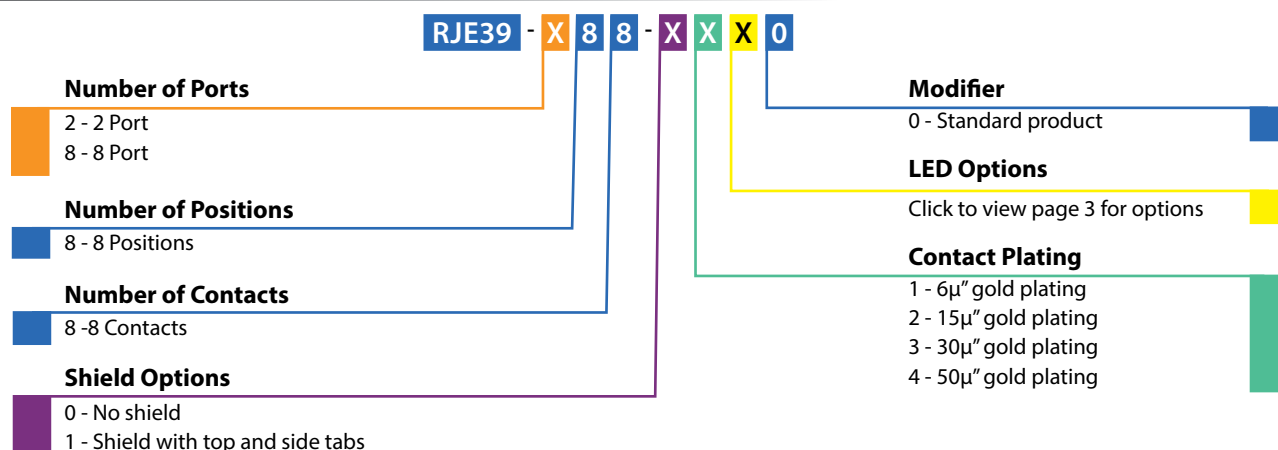 RJE39 - X 8 8 - X X X 0
Number of Ports
2 - 2 Port
8 - 8 Port
Number of Positions
8 - 8 Positions
Number of Contacts
8 -8 Contacts
Shield Options
0 - No shield
1 - Shield with top and side tabs
Modifier
0 - Standard product
LED Options
Click to view page 3 for options
Contact Plating
1 - 6µ” gold plating
2 - 15µ” gold plating
3 - 30µ” gold plating
4 - 50µ” gold plating